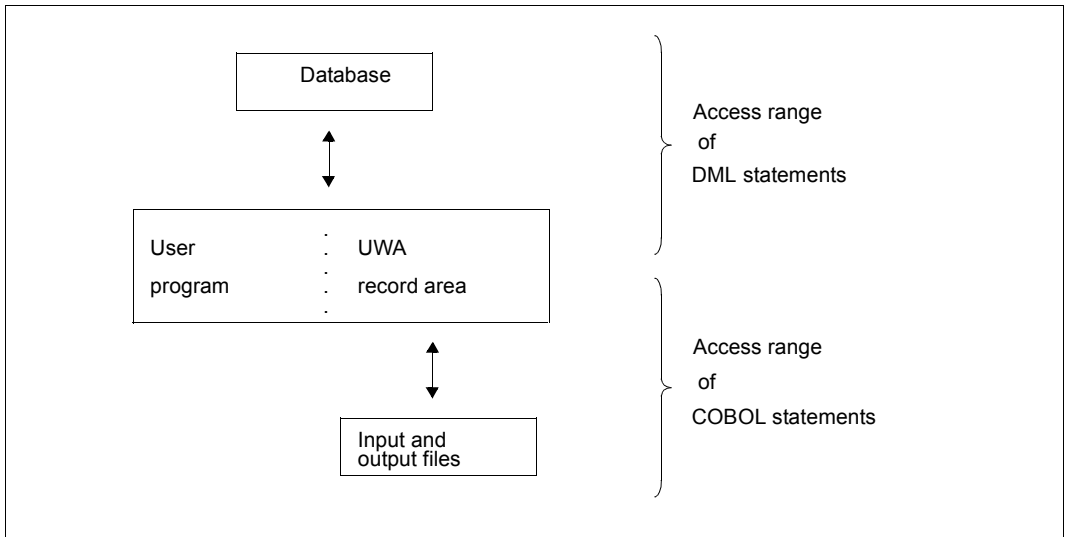 Database
Access range
of
DML statements
User
UWA
program
record area
Access range
of
COBOL statements
Input and
output files